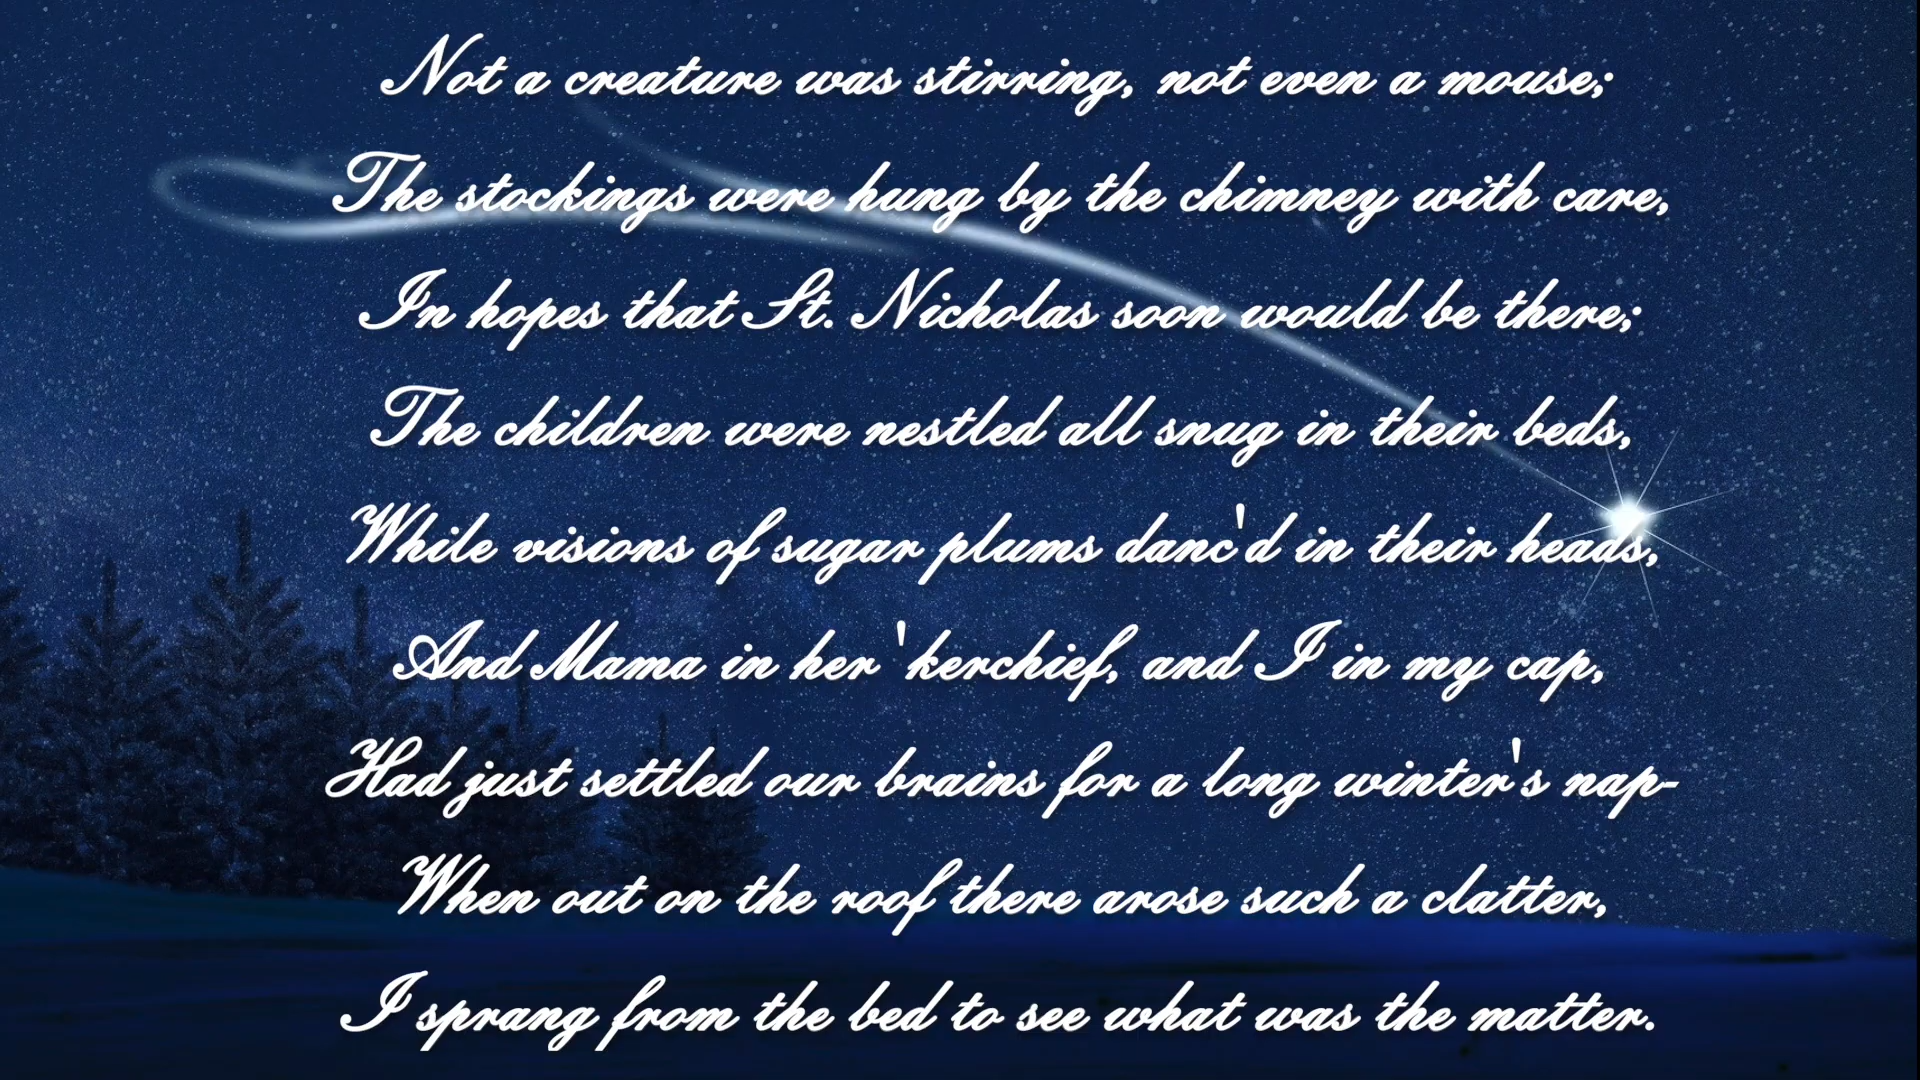 Not a creature was stirring, not even a mouse;
The stockings were hung by the chimney with care,
In hopes that St. Nicholas soon would be there;
The children were nestled all snug in their beds,
While visions of sugar plums danc'd in their heads,
And Mama in her 'kerchief, and I in my cap,
Had just settled our brains for a long winter's nap-
When out on the roof there arose such a clatter,
I sprang from the bed to see what was the matter.